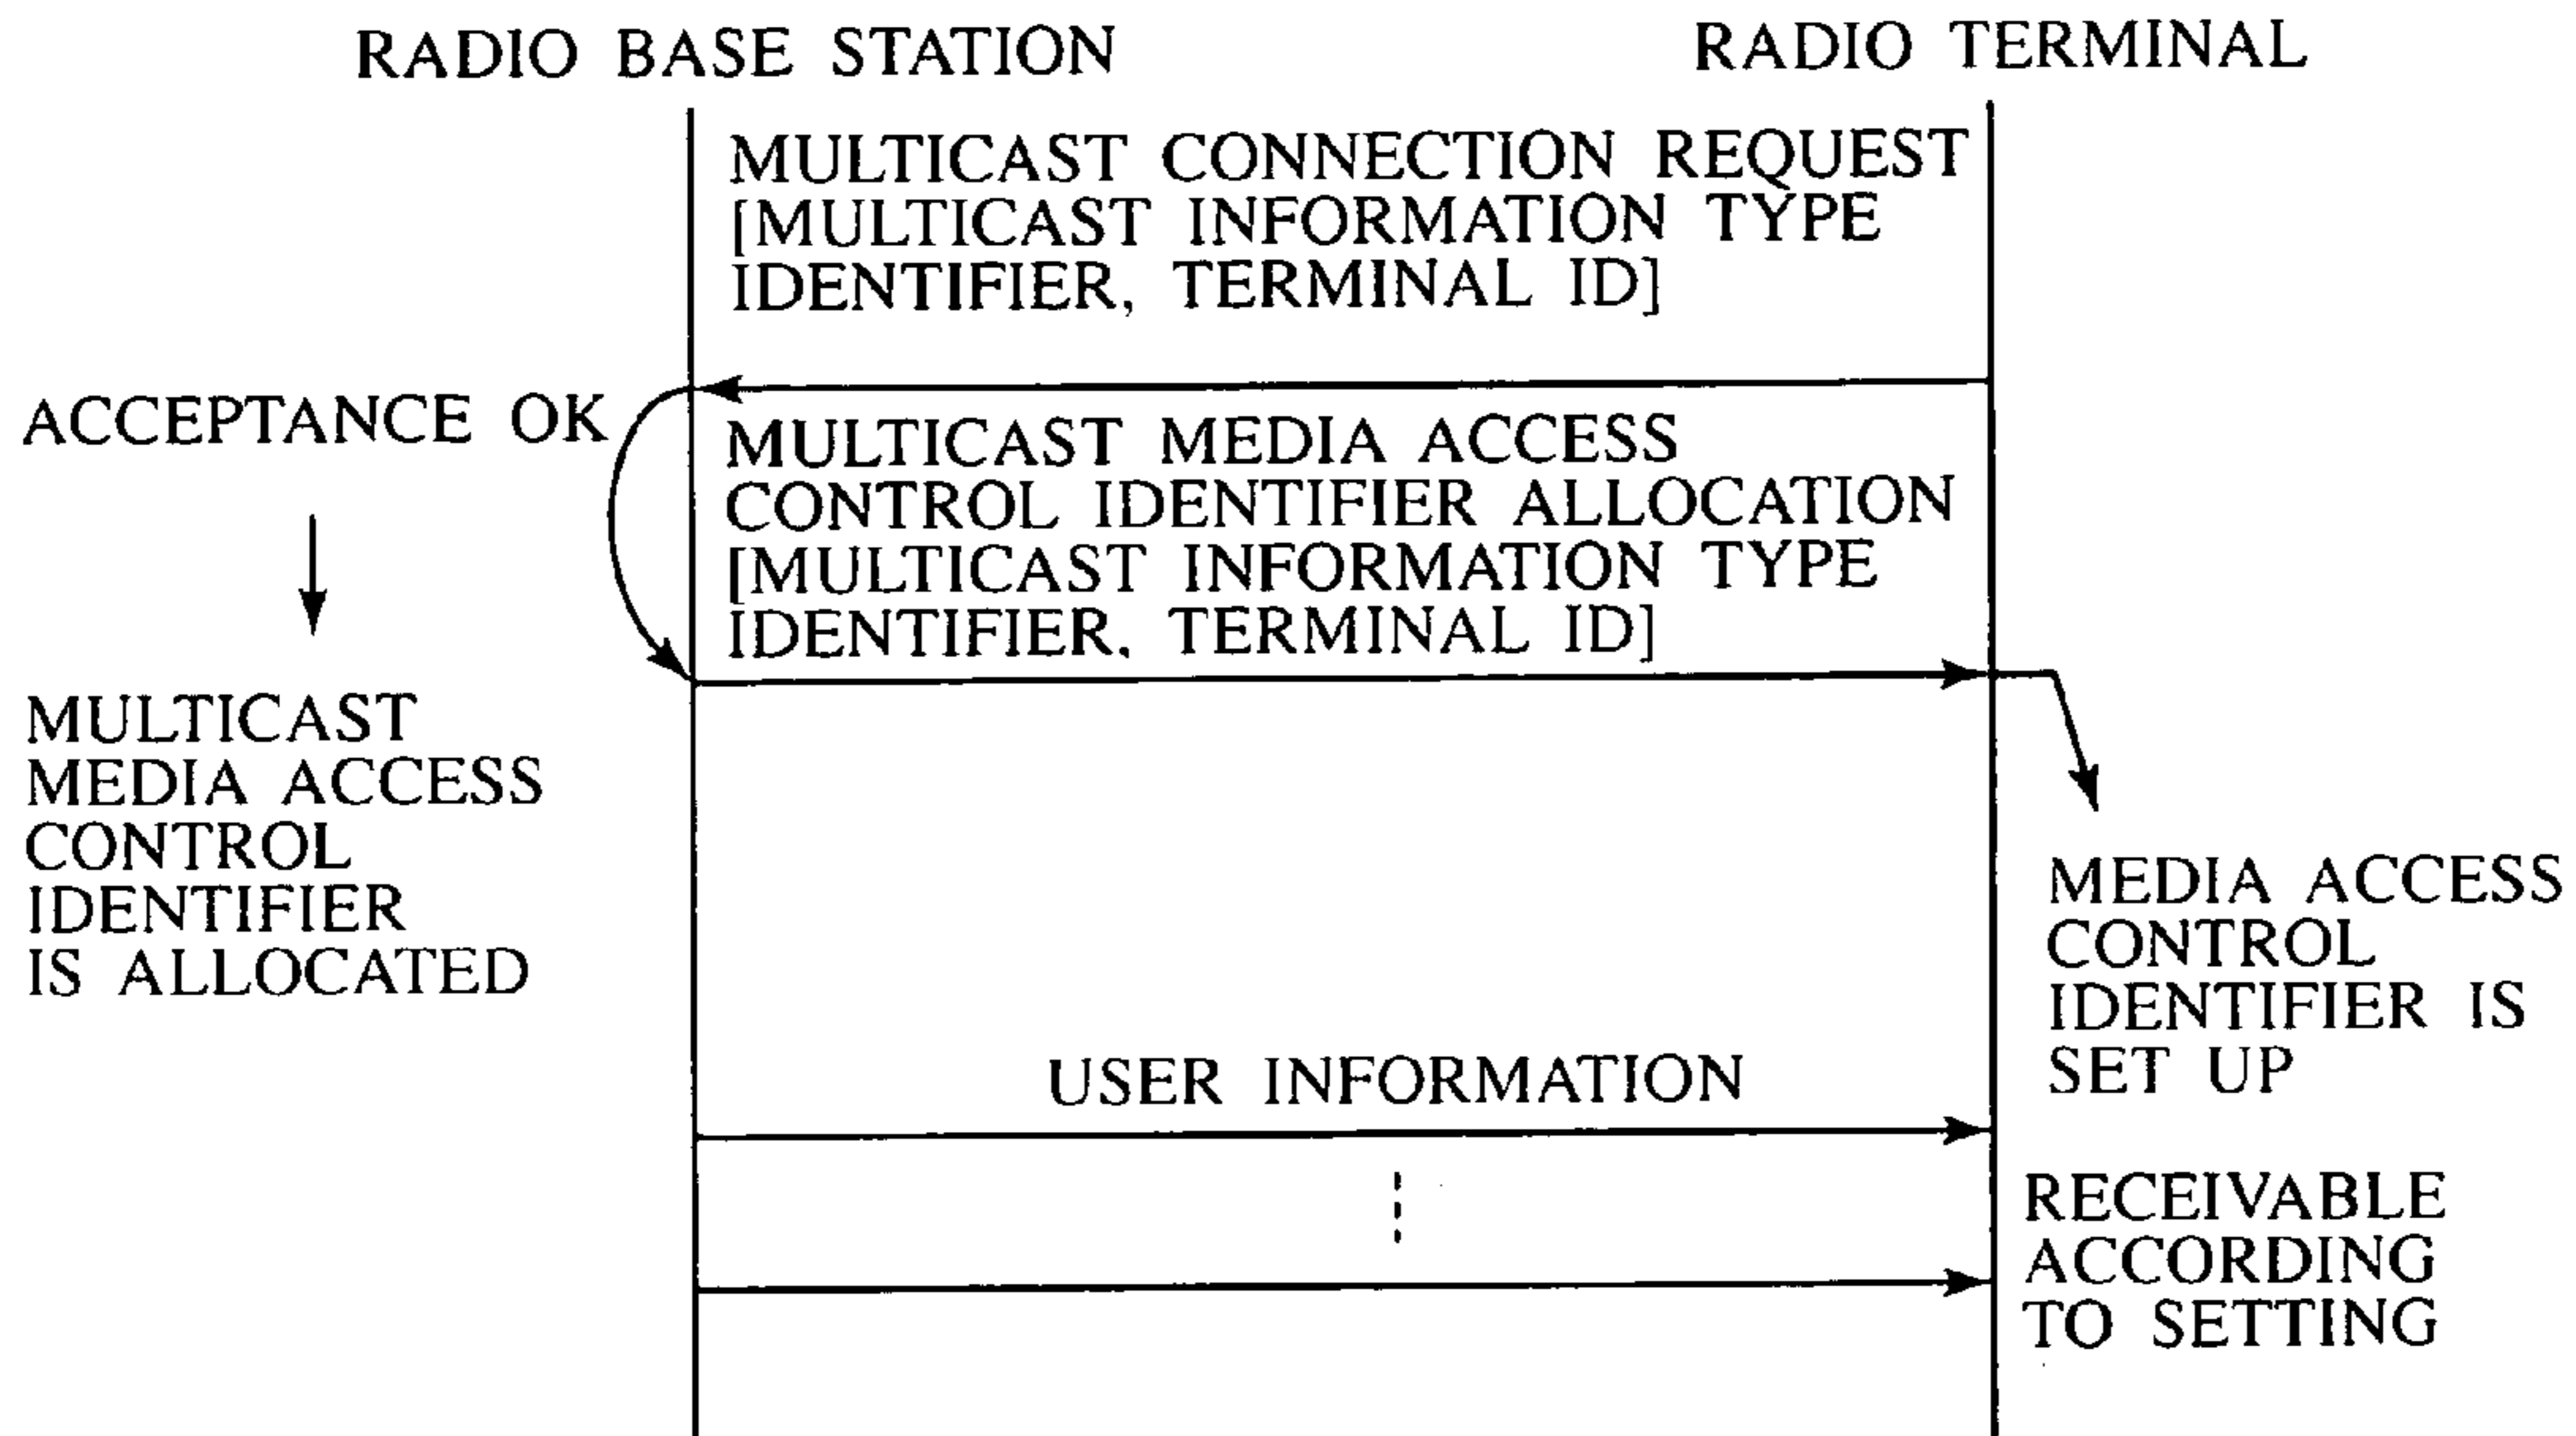 RADIO BASE STATION
RADIO TERMINAL
MULTICAST CONNECTION REQUEST
[MULTICAST INFORMATION TYPE
IDENTIFIER, TERMINAL ID]
ACCEPTANCE OK
MULTICAST MEDIA ACCESS
CONTROL IDENTIFIER ALLOCATION
[MULTICAST INFORMATION TYPE
IDENTIFIER, TERMINAL ID]
MULTICAST
MEDIA ACCESS
CONTROL
IDENTIFIER
IS ALLOCATED
MEDIA ACCESS
CONTROL
IDENTIFIER IS
SET UP
USER INFORMATION
RECEIVABLE
ACCORDING
TO SETTING